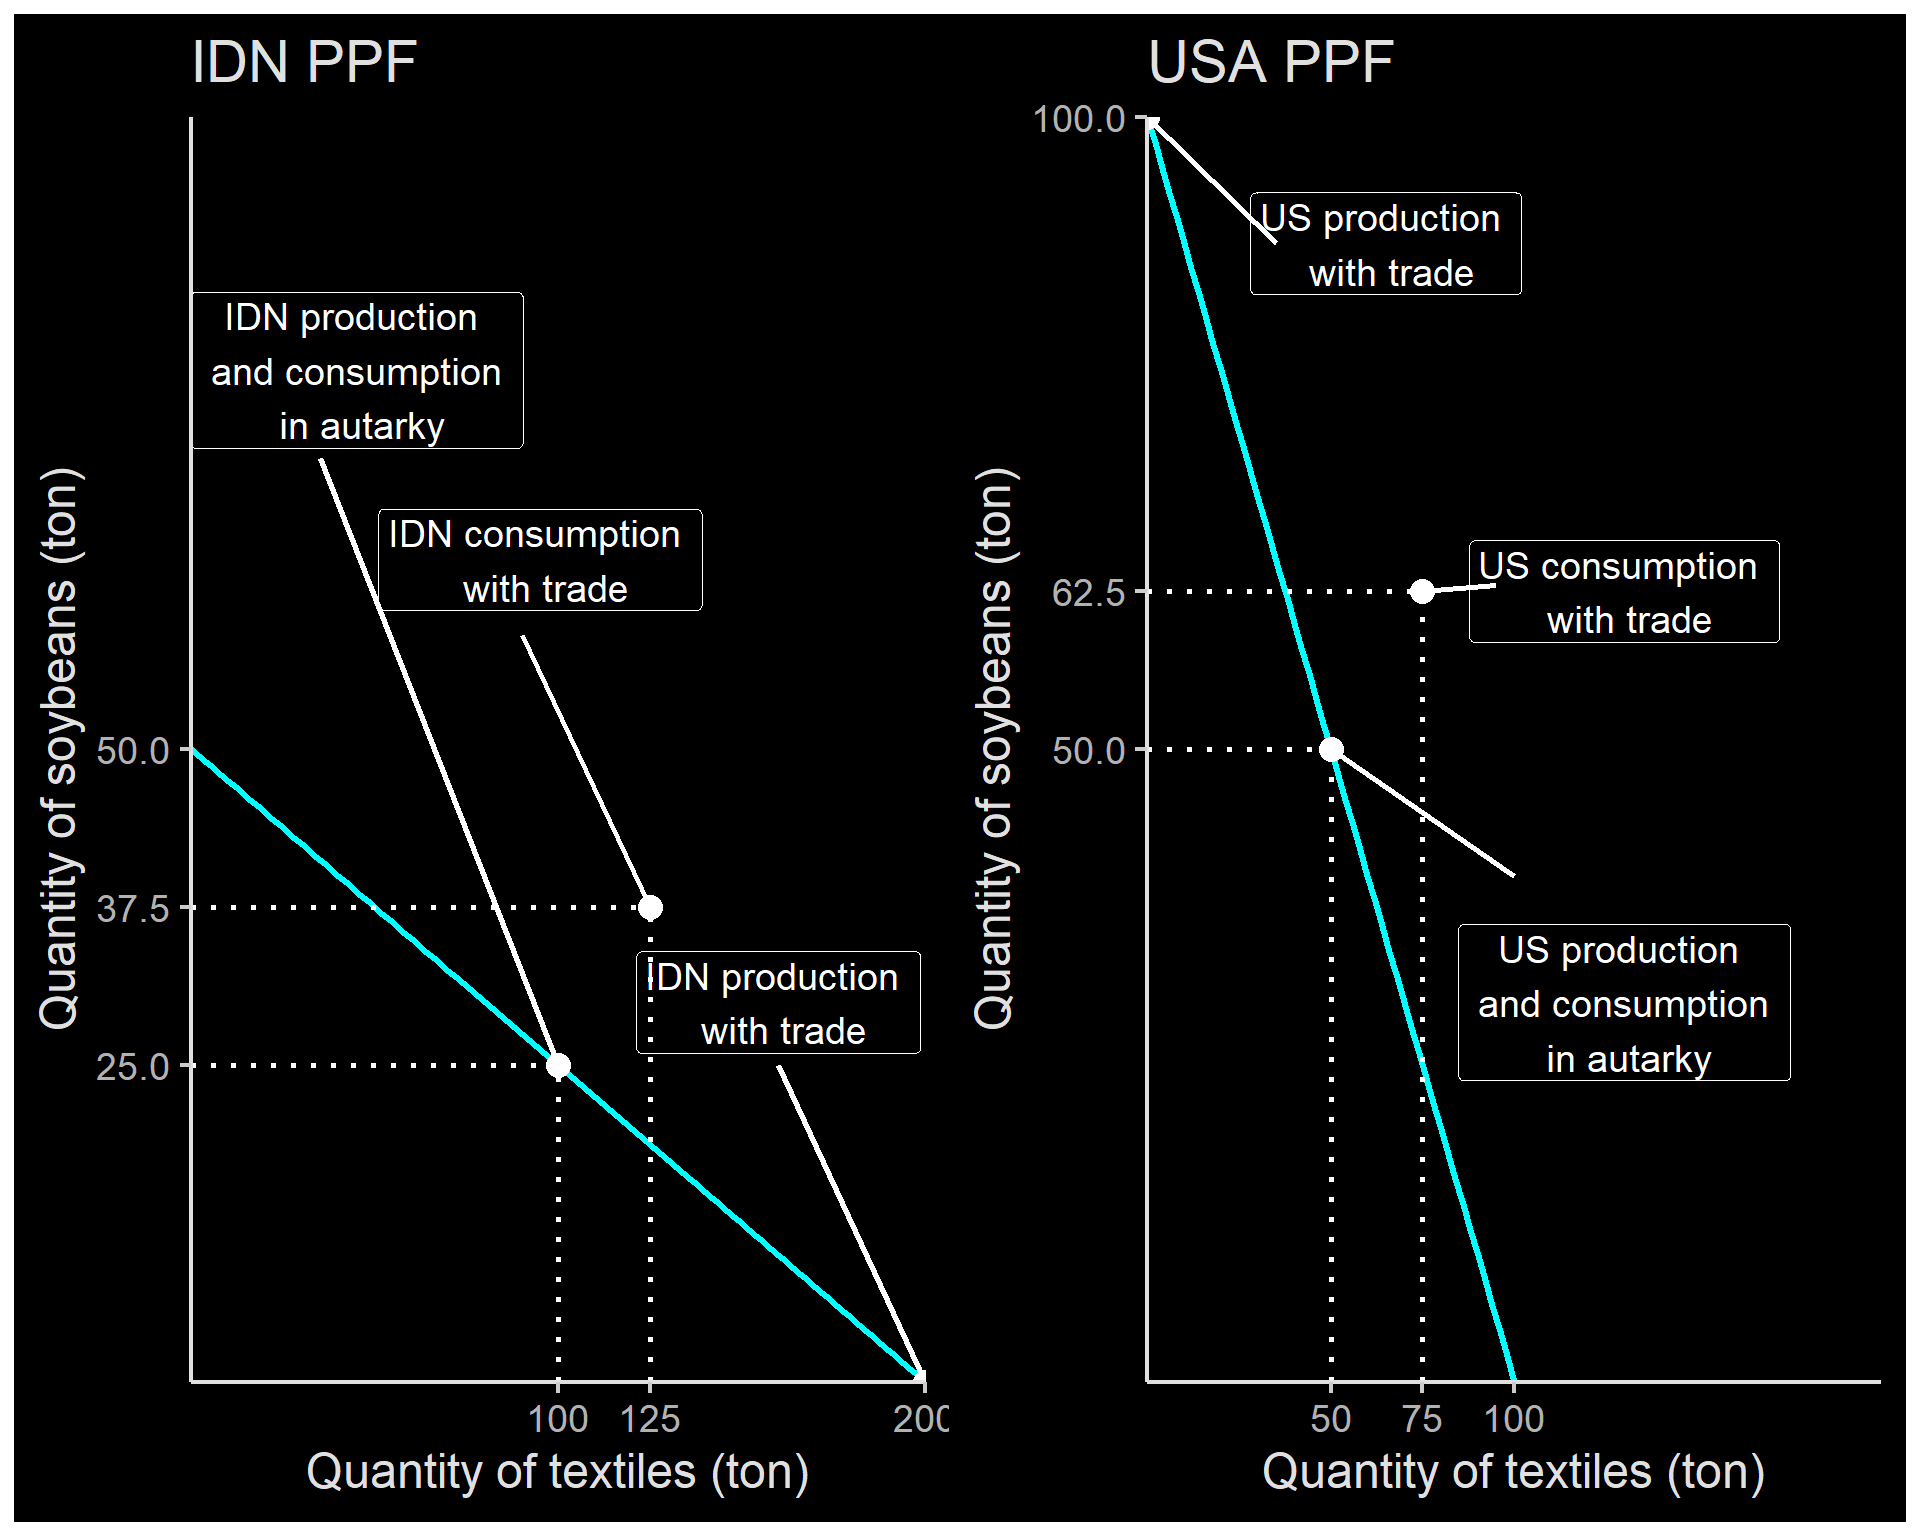 IDN PPF
IDN production
and consumption
in autarky
IDN consumption
with trade
IDN production
with trade
Quantity of soybeans (ton)
50.0
37.5
25.0
100
125
200
Quantity of textiles (ton)
USA PPF
100.0
62.5
50.0
Quantity of soybeans (ton)
US production
with trade
US consumption
with trade
US production
and consumption
in autarky
50
75
100
Quantity of textiles (ton)